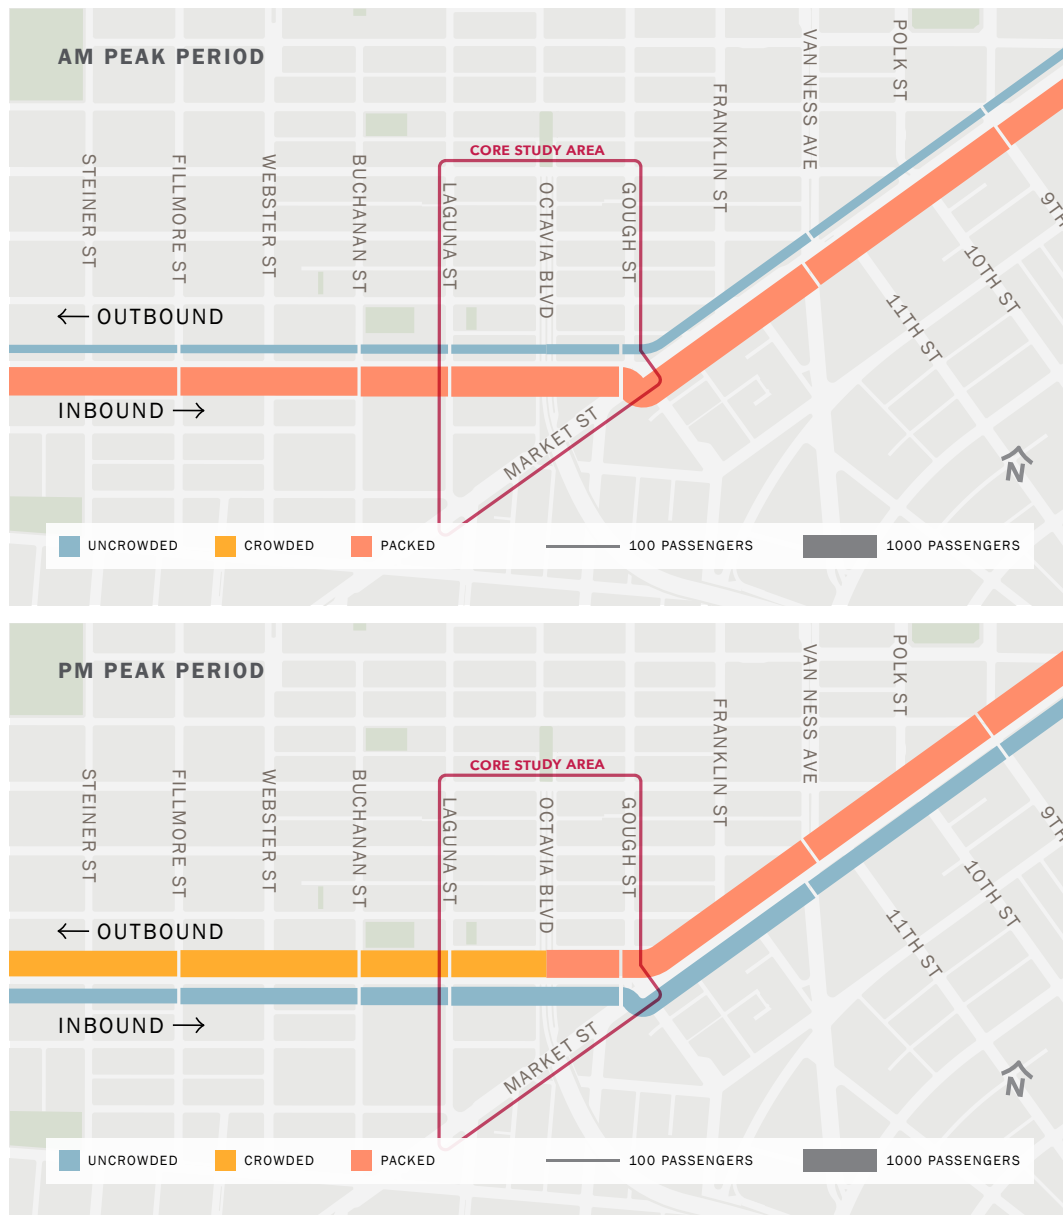 AM PEAK PERIOD
STEINER ST
FILLMORE ST
WEBSTER ST
BUCHANAN ST
CORE STUDY AREA
LAGUNA ST
OCTAVIA BLVD
GOUGH ST
FRANKLIN ST
VAN NESS AVE
POLK ST
9TH
10TH ST
11TH ST
← OUTBOUND
INBOUND →
MARKET ST
N
UNCROWDED
CROWDED
PACKED
100 PASSENGERS
1000 PASSENGERS
PM PEAK PERIOD
STEINER ST
FILLMORE ST
WEBSTER ST
BUCHANAN ST
CORE STUDY AREA
LAGUNA ST
OCTAVIA BLVD
GOUGH ST
FRANKLIN ST
VAN NESS AVE
POLK ST
9TH
10TH ST
11TH ST
← OUTBOUND
INBOUND →
MARKET ST
N
UNCROWDED
CROWDED
PACKED
100 PASSENGERS
1000 PASSENGERS